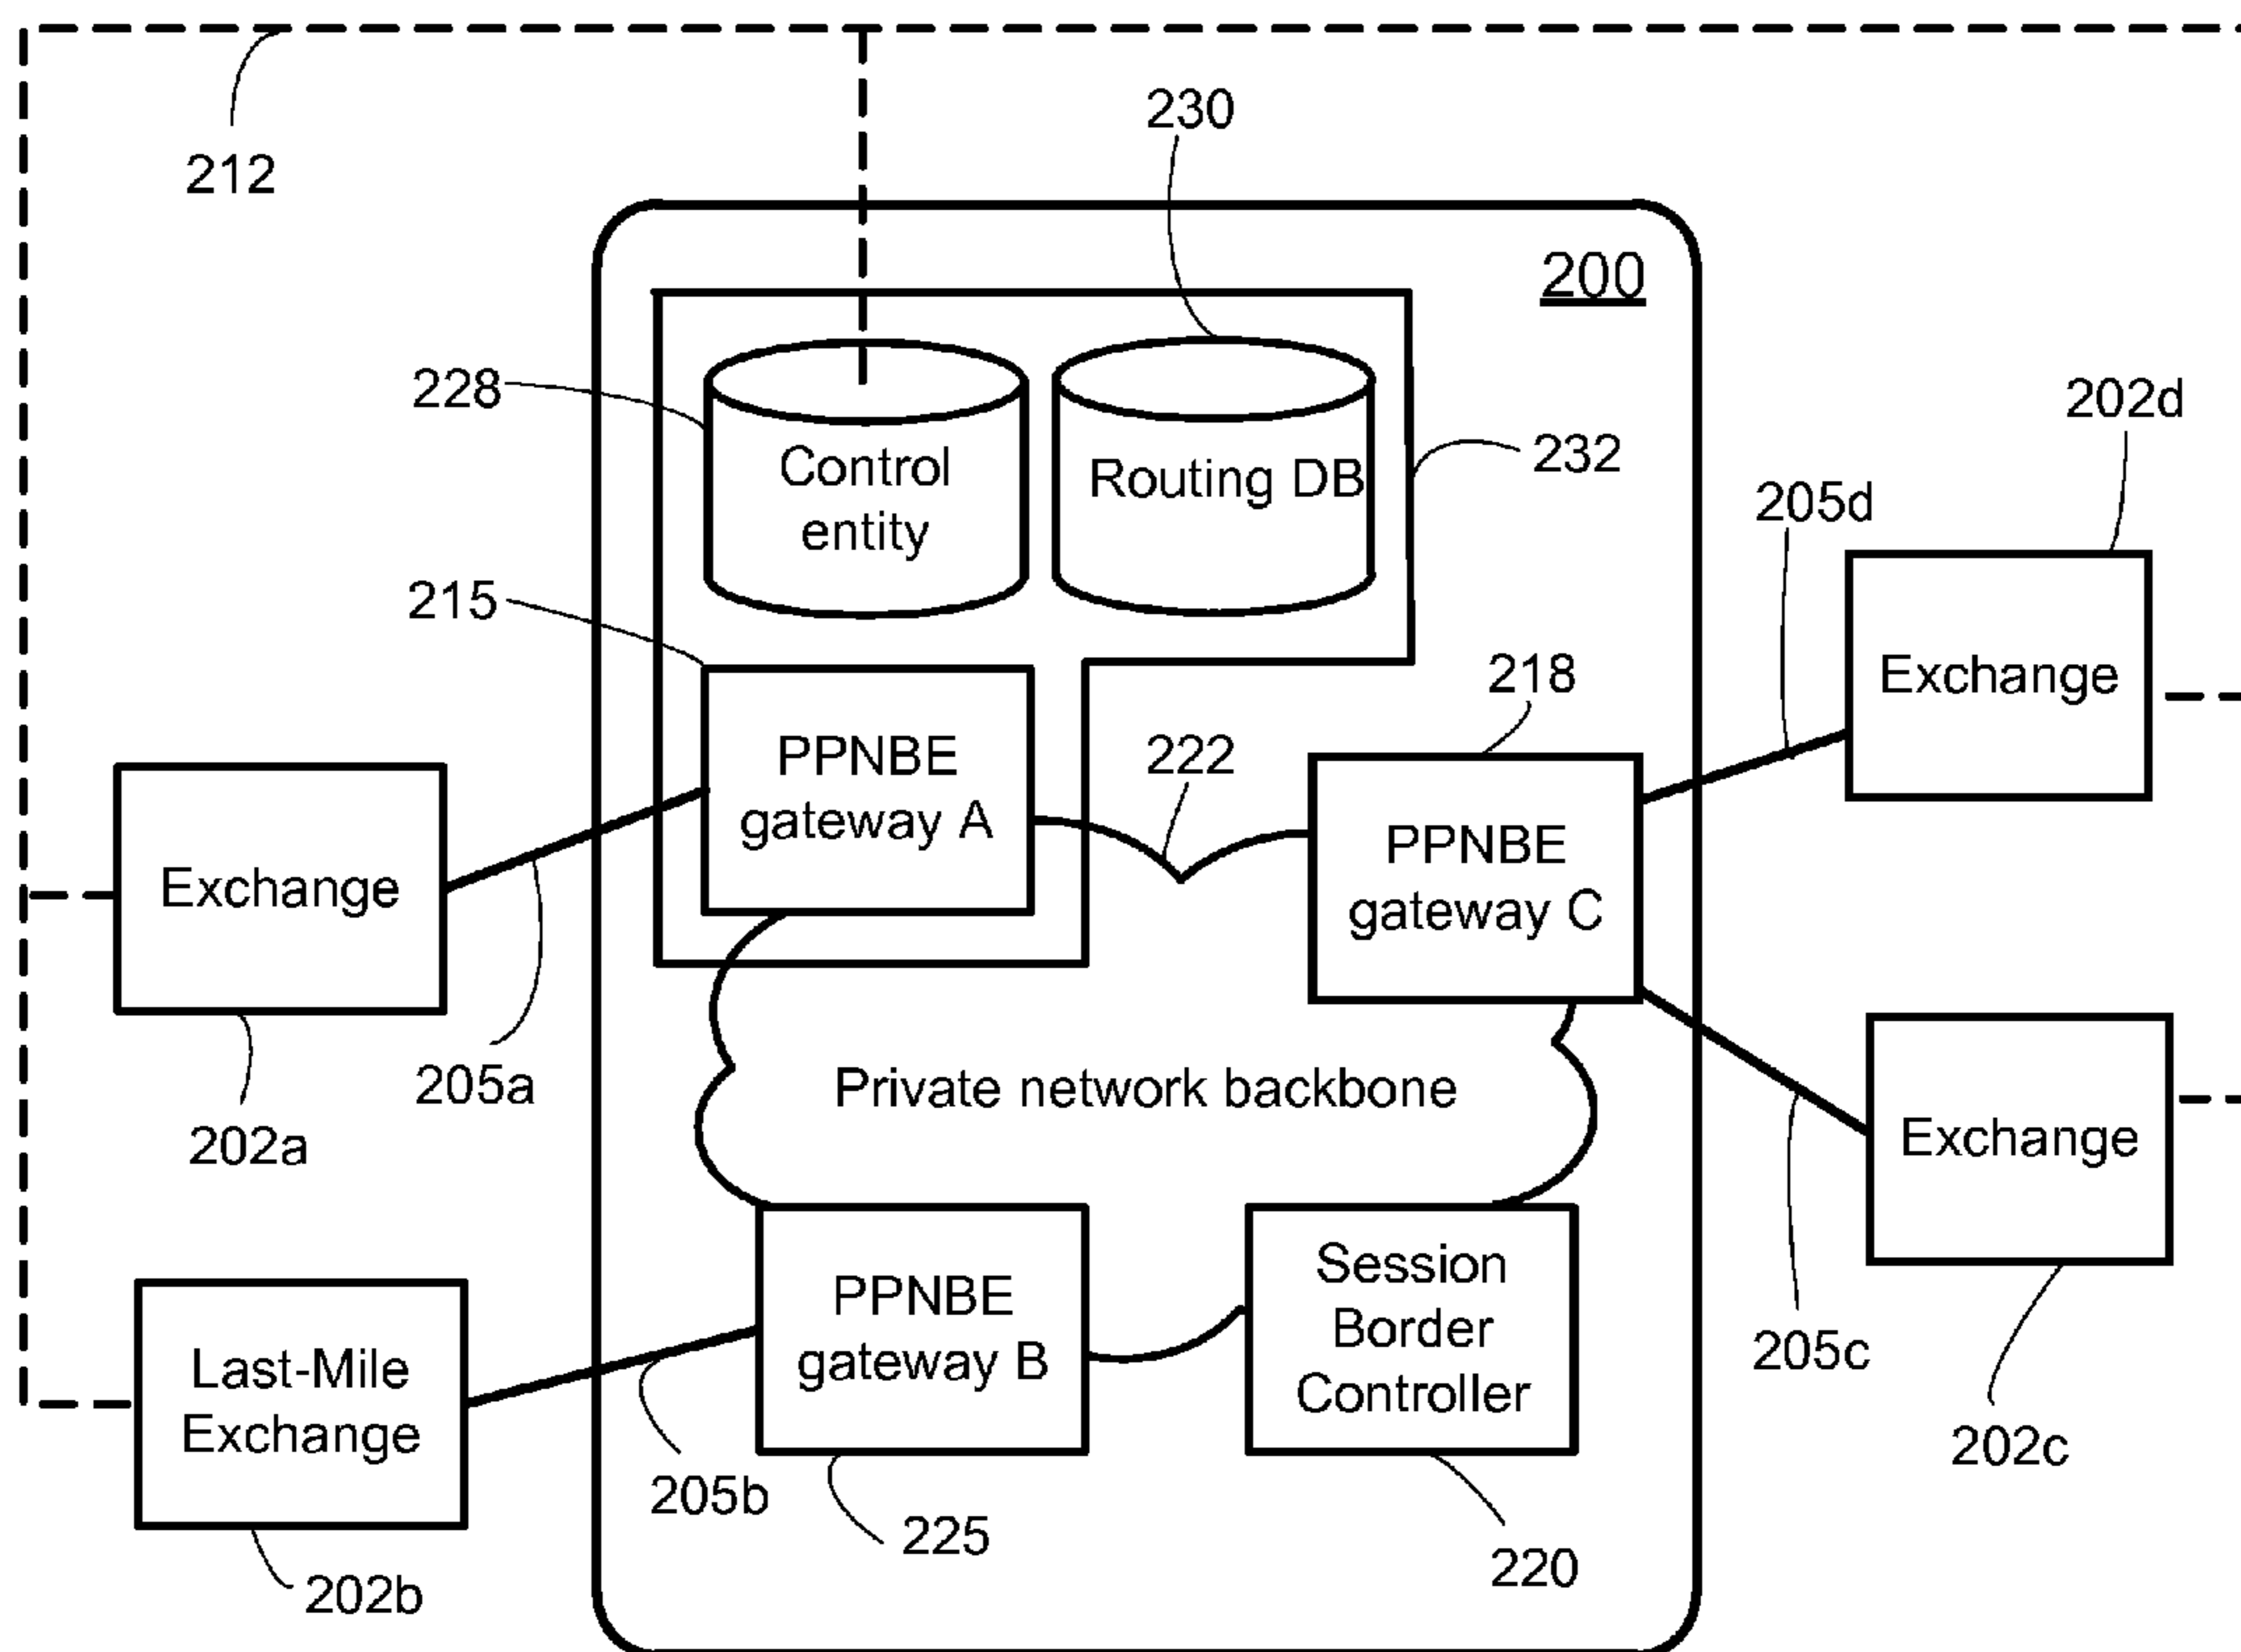 230
212
200
228
Control
entity
Routing DB
232
202d
205d
215
218
Exchange
PPNBE
gateway A
222
PPNBE
gateway C
Exchange
205a
202a
Private network backbone
Exchange
Last-Mile
Exchange
PPNBE
gateway B
Session
Border
Controller
205c
202c
205b
225
220
202b